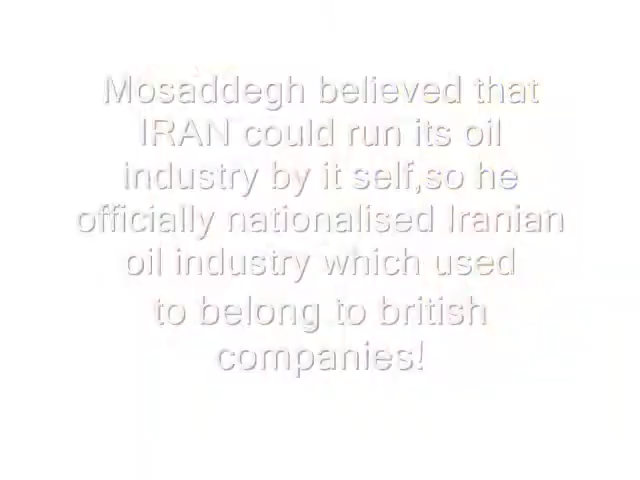 Mosaddegh believed that
IRAN could run its oil
industry by it self,so he
officially nationalised Iranian
oil industry which used
to belong to british
companies!